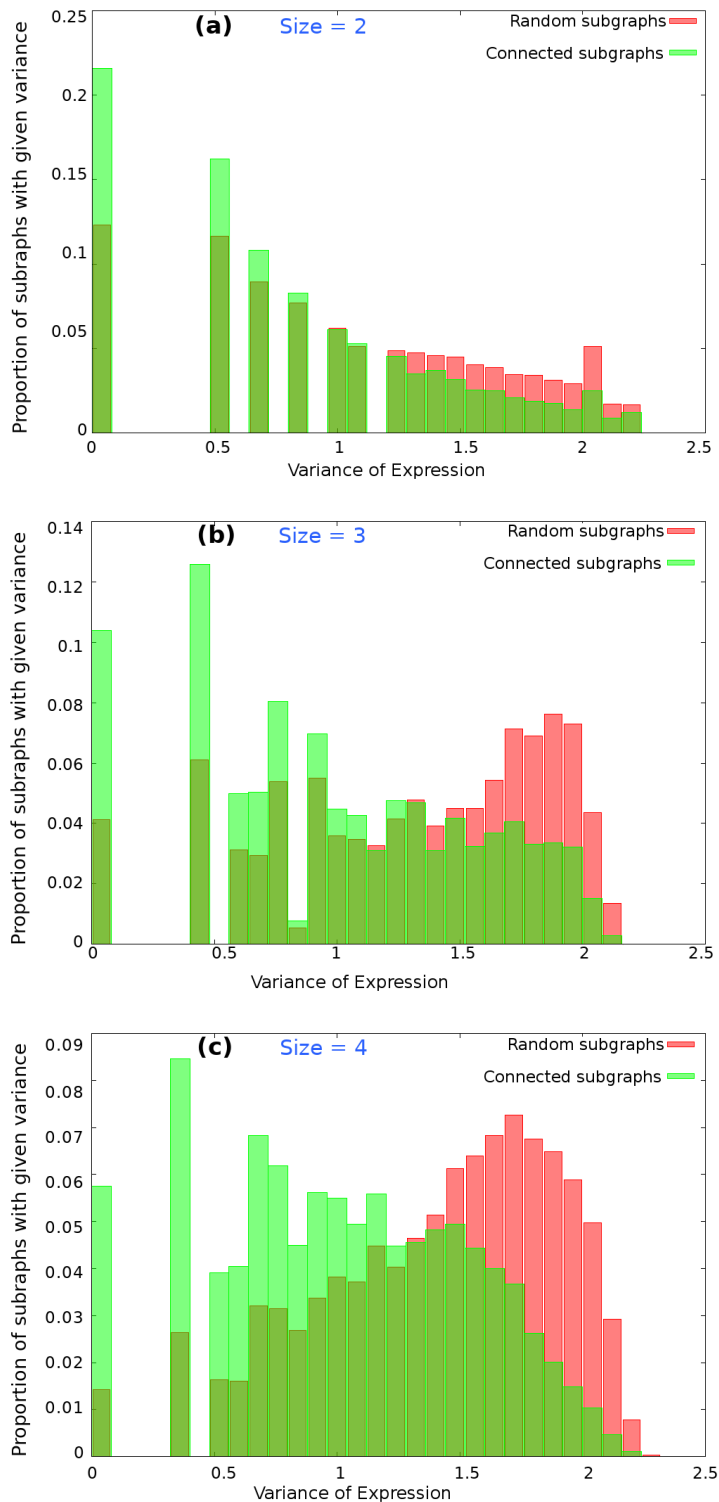 (a) Size = 2
Random subgraphs
Connected subgraphs
Proportion of subraphs with given variance
0.25
0.2
0.15
0.1
0.05
0
0 0.5 1 1.5 2 2.5
Variance of Expression
(b) Size = 3
Random subgraphs
Connected subgraphs
Proportion of subraphs with given variance
0.14
0.12
0.1
0.08
0.06
0.04
0.02
0
0 0.5 1 1.5 2 2.5
Variance of Expression
(c) Size = 4
Random subgraphs
Connected subgraphs
Proportion of subraphs with given variance
0.09
0.08
0.07
0.06
0.05
0.04
0.03
0.02
0.01
0
0 0.5 1 1.5 2 2.5
Variance of Expression